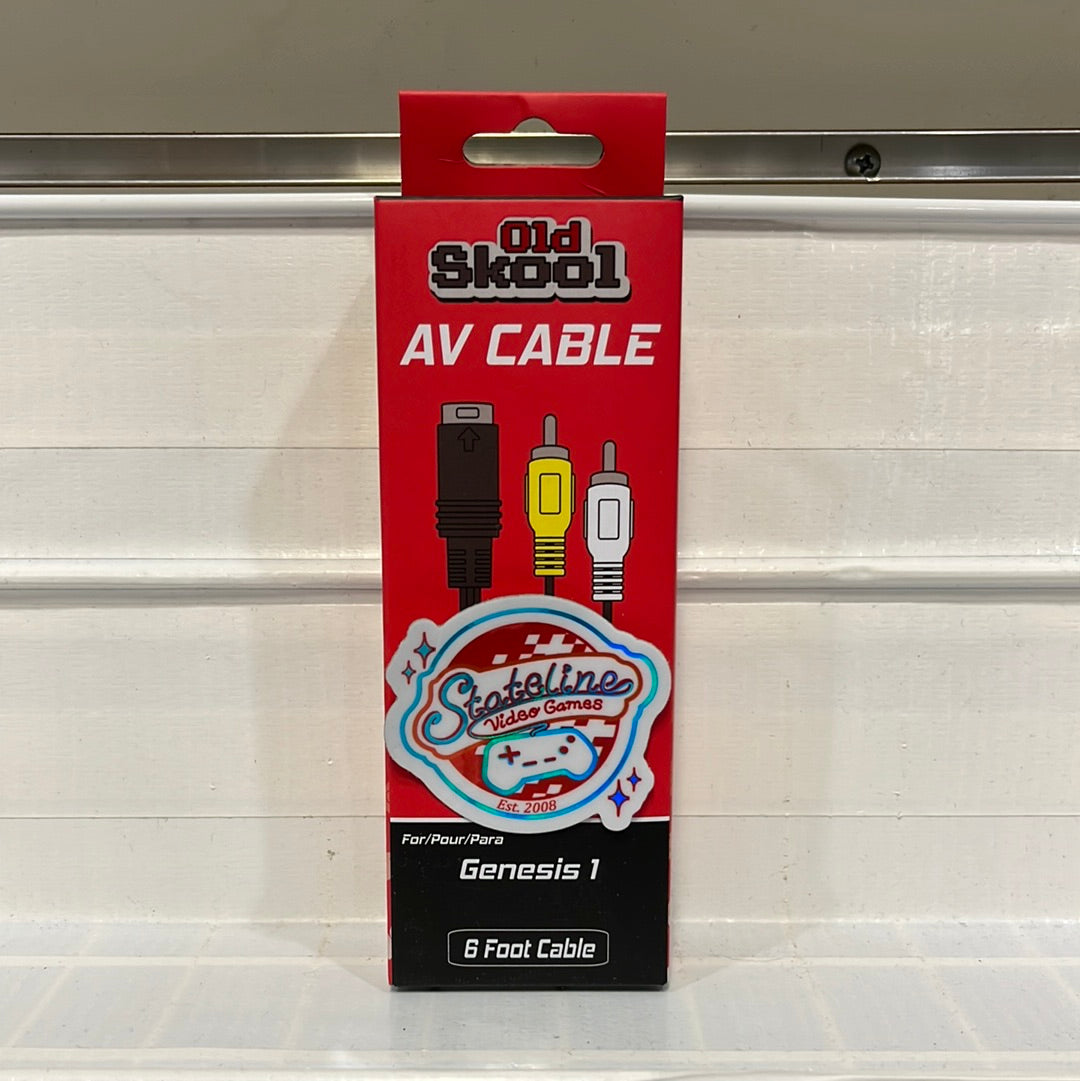 Old
Skool
AV CABLE
Stateline
Video Games
Est. 2008
For/Pour/Para
Genesis 1
6 Foot Cable